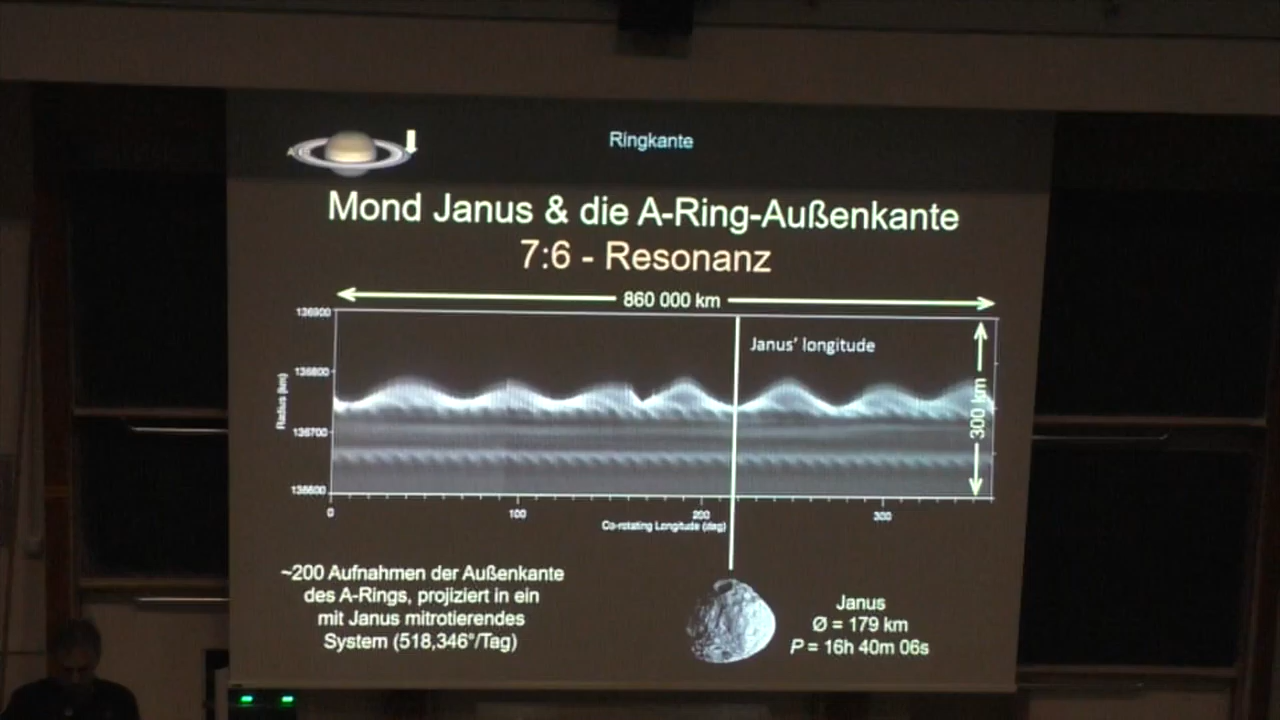 Ringkante
Mond Janus & die A-Ring-Außenkante
7:6 - Resonanz
860 000 km
136900
136800
136700
136600
Radius (km)
Janus' longitude
300 km
0
100
200
300
Co-rotating Longitude (deg)
~200 Aufnahmen der Außenkante
des A-Rings, projiziert in ein
mit Janus mitrotierendes
System (518,346°/Tag)
Janus
Ø = 179 km
P = 16h 40m 06s